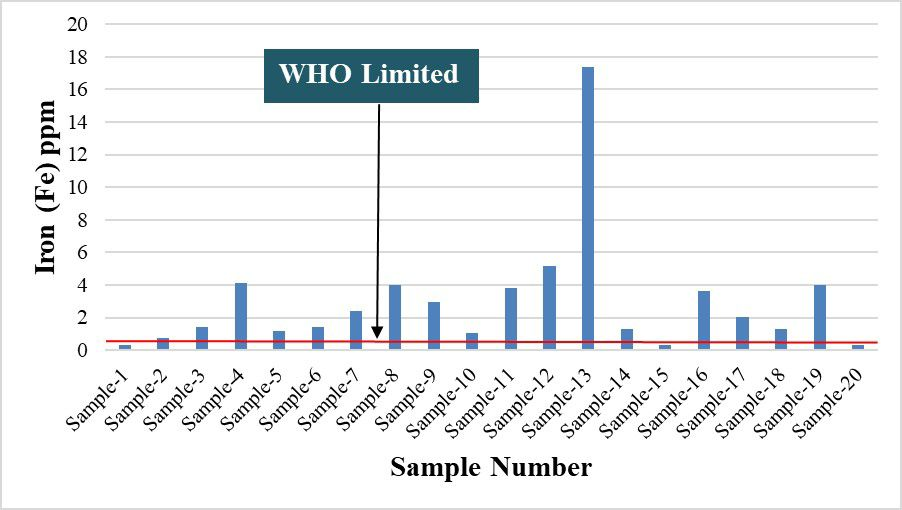 20
18
16
14
12
10
8
6
4
2
0
Iron (Fe) ppm
WHO Limited
Sample-1
Sample-2
Sample-3
Sample-4
Sample-5
Sample-6
Sample-7
Sample-8
Sample-9
Sample-10
Sample-11
Sample-12
Sample-13
Sample-14
Sample-15
Sample-16
Sample-17
Sample-18
Sample-19
Sample-20
Sample Number